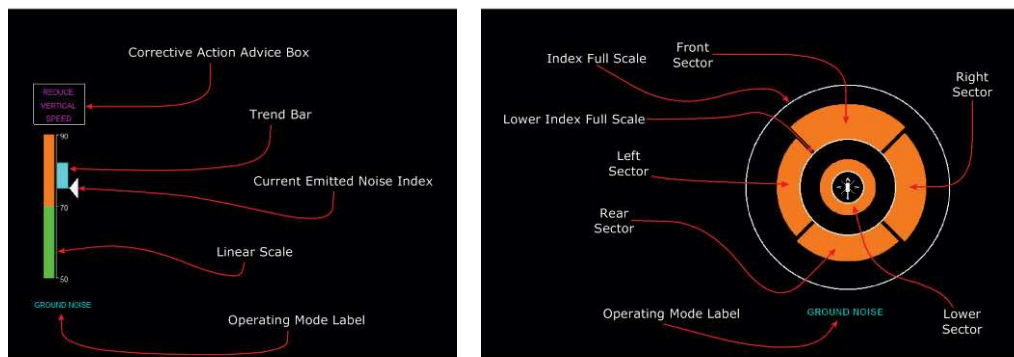 Corrective Action Advice Box
REDUCE
VERTICAL
SPEED
Trend Bar
90
Current Emitted Noise Index
70
Linear Scale
50
GROUND NOISE
Operating Mode Label
Front
Sector
Index Full Scale
Right
Sector
Lower Index Full Scale
Left
Sector
Rear
Sector
Operating Mode Label
GROUND NOISE
Lower
Sector